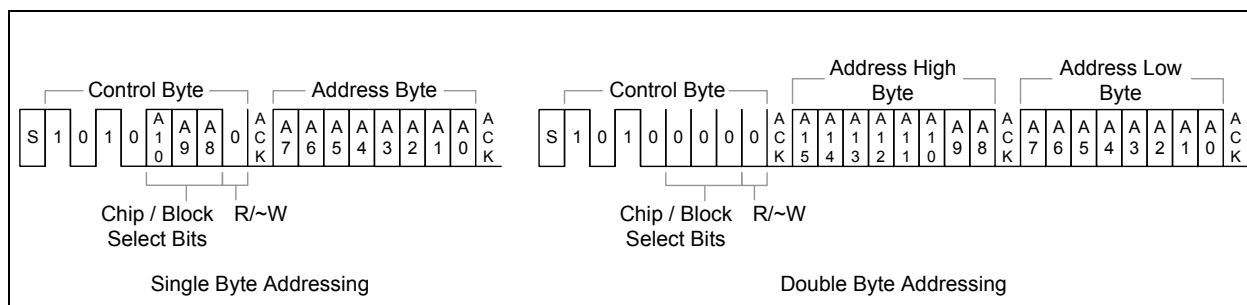 Control Byte
Address Byte
S 1 0 1 0 A10 A9 A8 0 ACK A7 A6 A5 A4 A3 A2 A1 A0 ACK
Chip / Block
Select Bits
R/~W
Single Byte Addressing
Control Byte
Address High
Byte
Address Low
Byte
S 1 0 1 0 0 0 0 0 ACK A15 A14 A13 A12 A11 A10 A9 A8 ACK A7 A6 A5 A4 A3 A2 A1 A0 ACK
Chip / Block
Select Bits
R/~W
Double Byte Addressing